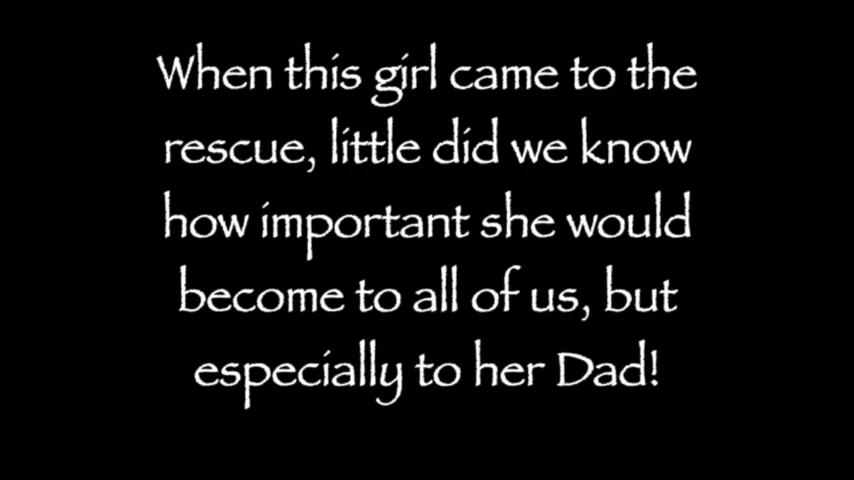 When this girl came to the
rescue, little did we know
how important she would
become to all of us, but
especially to her Dad!